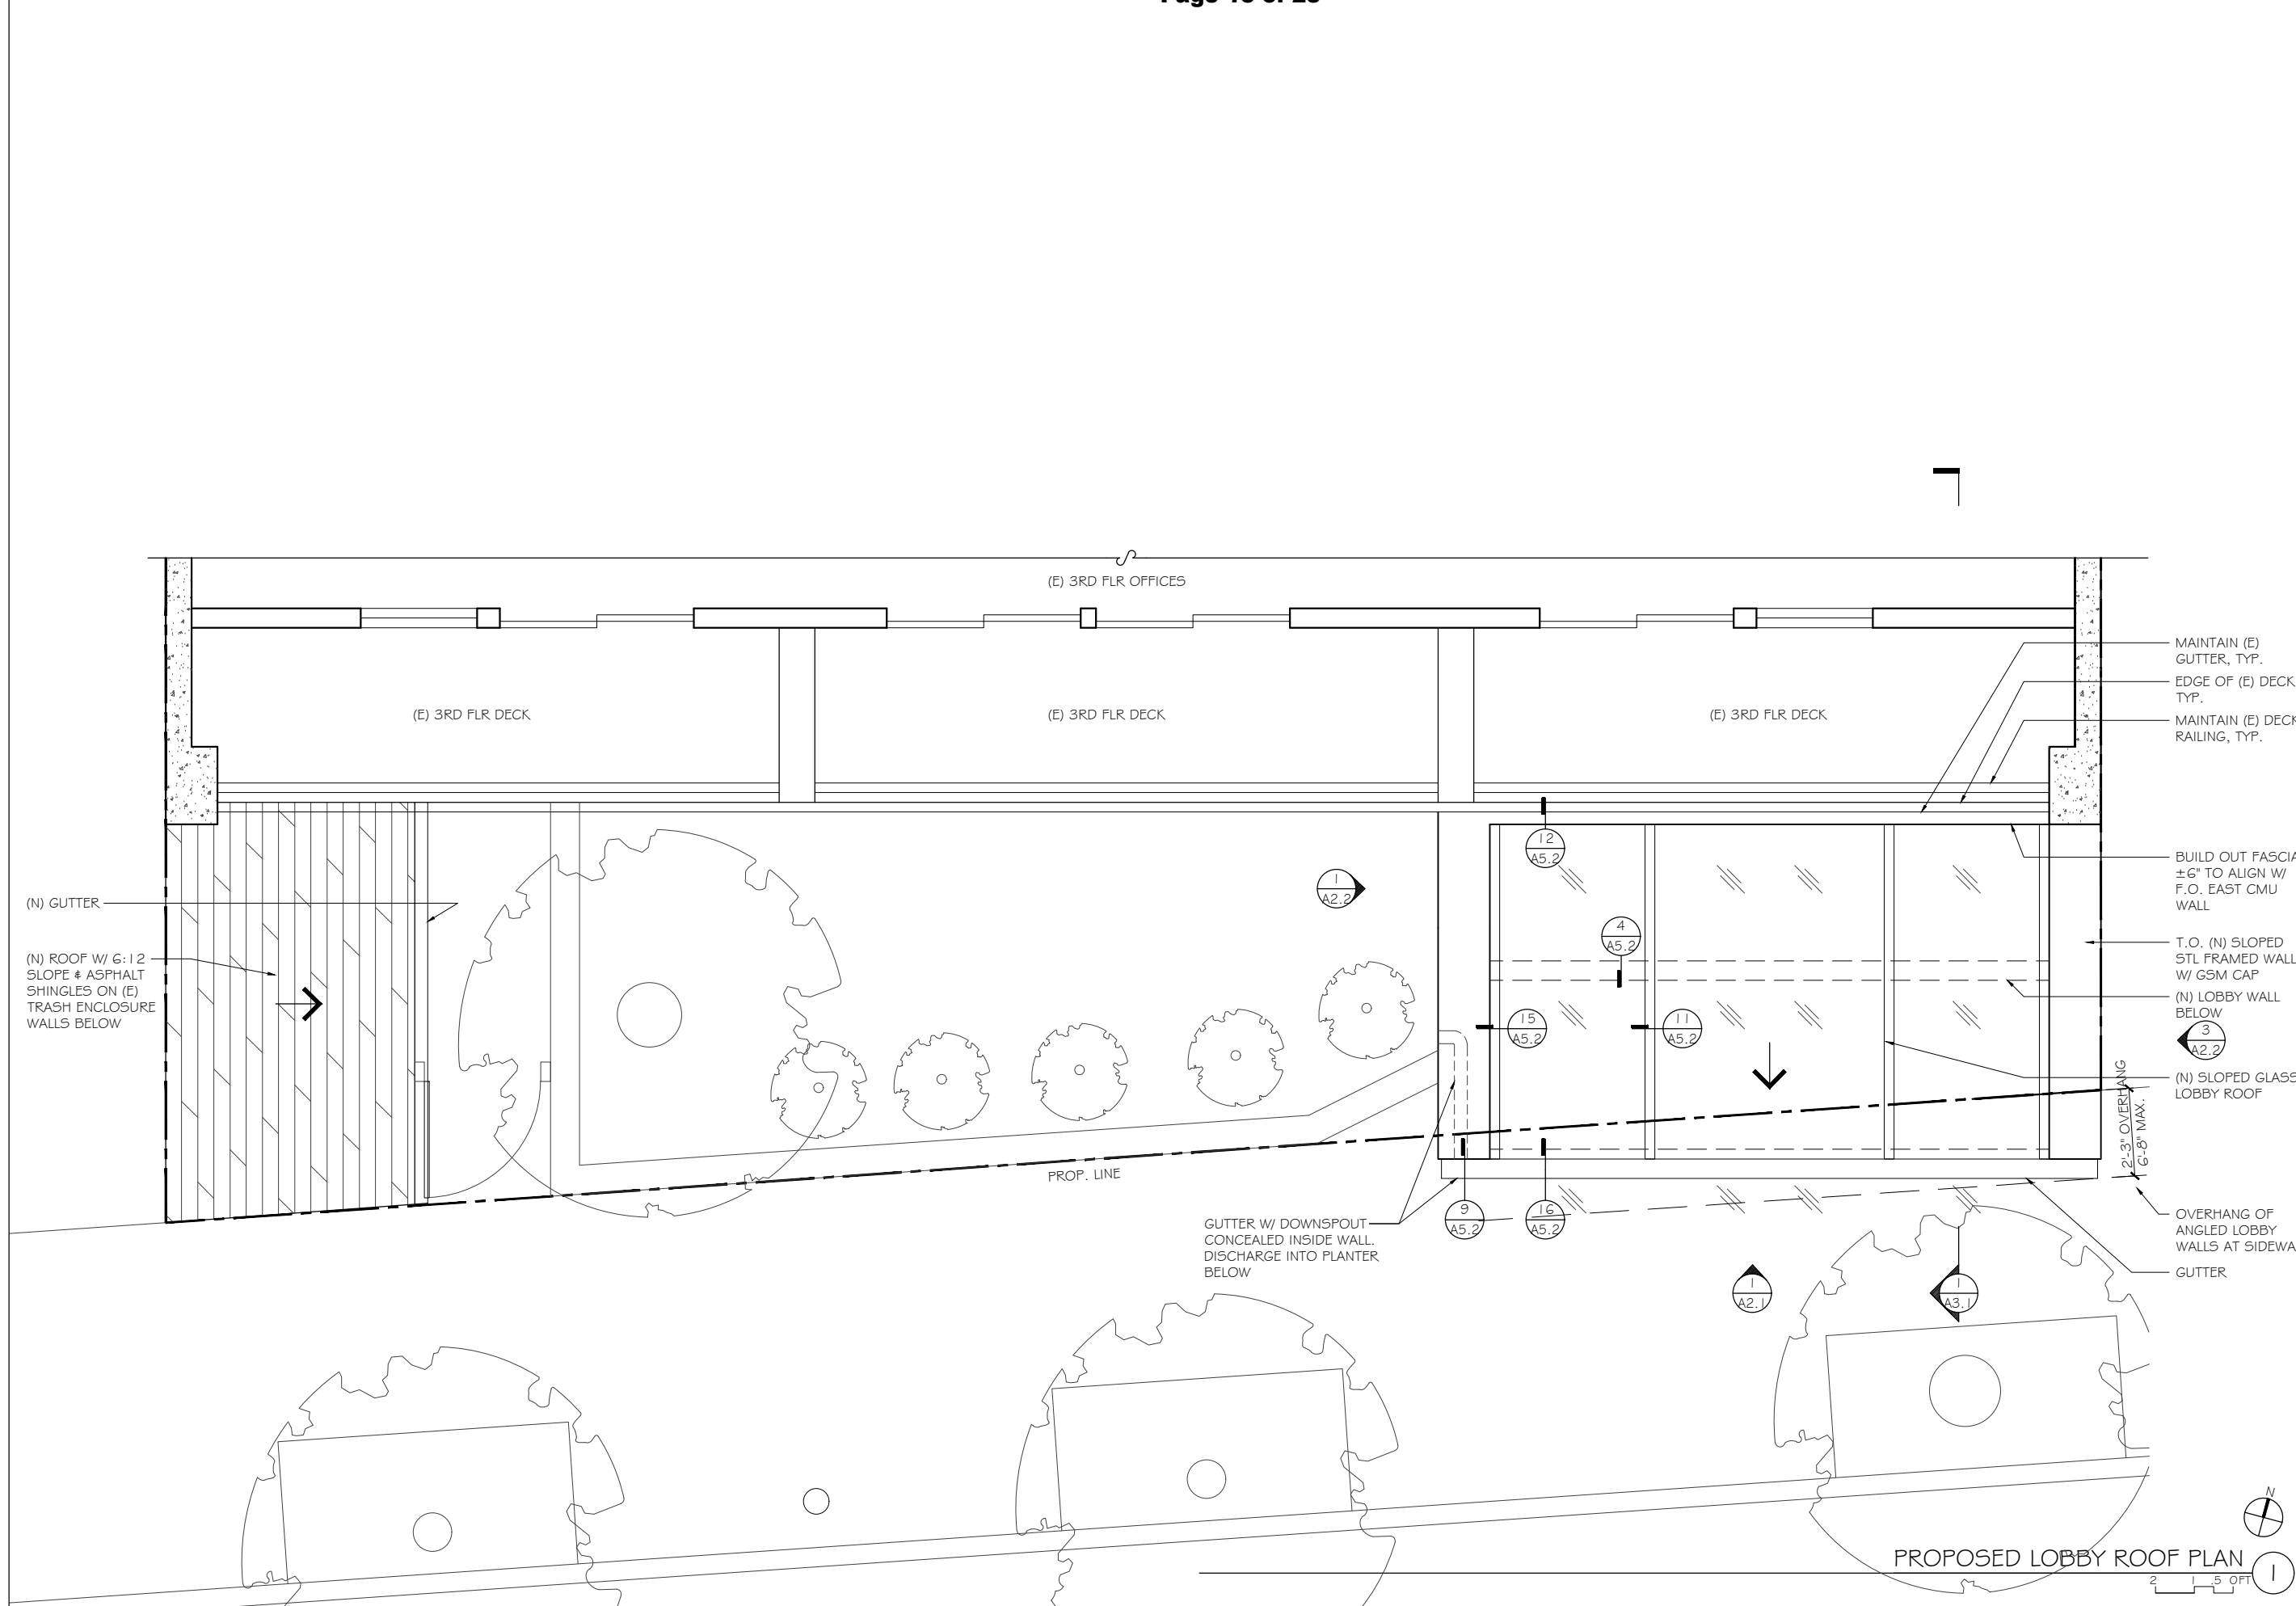 (E) 3RD FLR OFFICES
(E) 3RD FLR DECK
(E) 3RD FLR DECK
(E) 3RD FLR DECK
MAINTAIN (E)
GUTTER, TYP.
EDGE OF (E) DECK
TYP.
MAINTAIN (E) DECK
RAILING, TYP.
BUILD OUT FASCIA
±6" TO ALIGN W/
F.O. EAST CMU
WALL
T.O. (N) SLOPED
STL FRAMED WALL
W/ GSM CAP
(N) LOBBY WALL
BELOW
3
A2.2
(N) SLOPED GLASS
LOBBY ROOF
2'-3" OVERHANG
6'-8" MAX.
OVERHANG OF
ANGLED LOBBY
WALLS AT
GUTTER
(N) GUTTER
(N) ROOF W/ 6:12
SLOPE & ASPHALT
SHINGLES ON (E)
TRASH ENCLOSURE
WALLS BELOW
12
A5.2
1
A2.2
4
A5.2
15
A5.2
11
A5.2
PROP. LINE
GUTTER W/ DOWNSPOUT
CONCEALED INSIDE WALL.
DISCHARGE INTO PLANTER
BELOW
9
A5.2
16
A5.2
1
A2.1
1
A3.1
N
PROPOSED LOBBY ROOF PLAN
1
2 1 .5 0FT